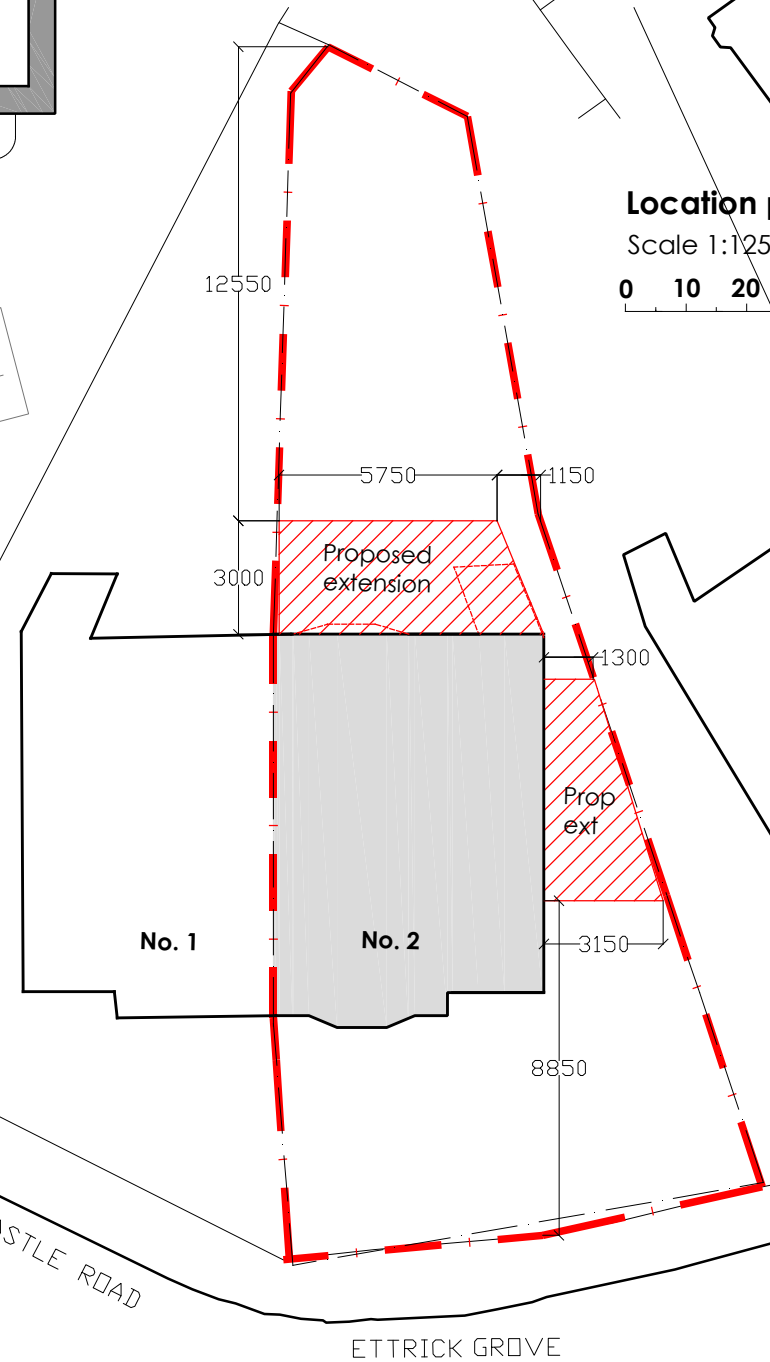 Location
Scale 1:125
0 10 20
12550
5750
1150
Proposed
extension
3000
1300
Prop
ext
No. 1
No. 2
3150
8850
ASTLE ROAD
ETTRICK GROVE